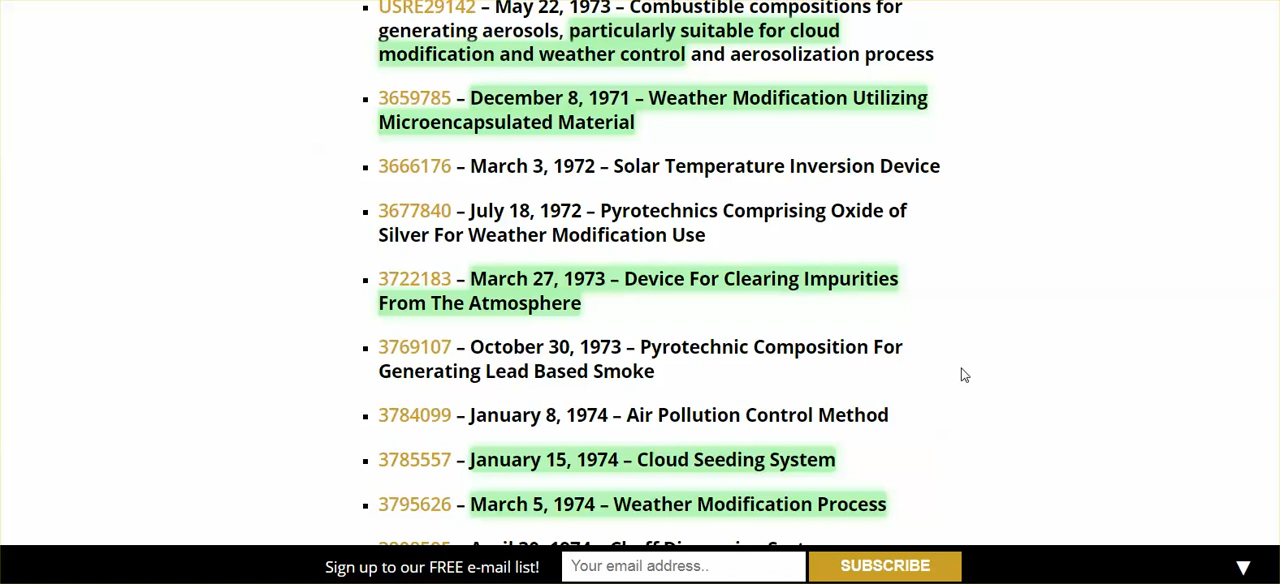 USRE29142 – May 22, 1973 – Combustible compositions for
generating aerosols, particularly suitable for cloud
modification and weather control and aerosolization process
3659785 – December 8, 1971 – Weather Modification Utilizing
Microencapsulated Material
3666176 – March 3, 1972 – Solar Temperature Inversion Device
3677840 – July 18, 1972 – Pyrotechnics Comprising Oxide of
Silver For Weather Modification Use
3722183 – March 27, 1973 – Device For Clearing Impurities
From The Atmosphere
3769107 – October 30, 1973 – Pyrotechnic Composition For
Generating Lead Based Smoke
3784099 – January 8, 1974 – Air Pollution Control Method
3785557 – January 15, 1974 – Cloud Seeding System
3795626 – March 5, 1974 – Weather Modification Process
Sign up to our FREE e-mail list! Your email address.. SUBSCRIBE